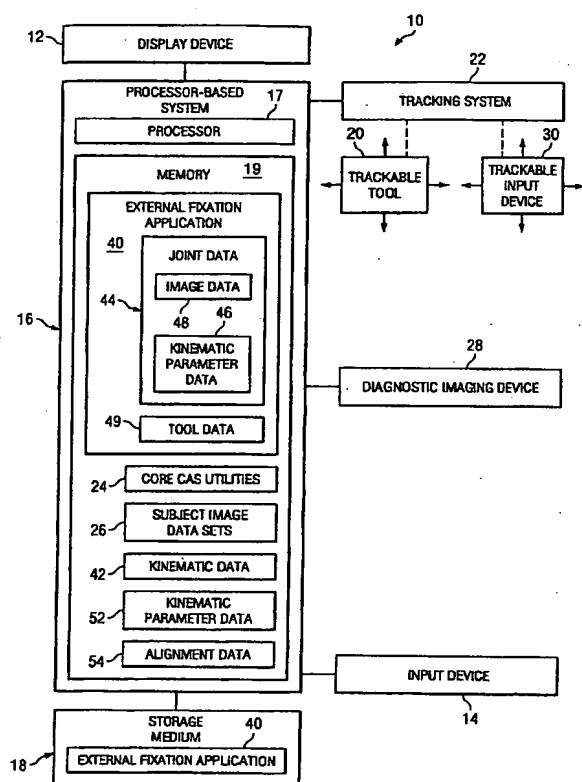 12
DISPLAY DEVICE
10
PROCESSOR-BASED
SYSTEM
17
PROCESSOR
22
TRACKING SYSTEM
20
TRACKABLE
TOOL
30
TRACKABLE
INPUT
DEVICE
MEMORY
19
EXTERNAL FIXATION
APPLICATION
40
JOINT DATA
44
IMAGE DATA
48
46
KINEMATIC
PARAMETER
DATA
16
28
DIAGNOSTIC IMAGING DEVICE
49
TOOL DATA
24
CORE CAS UTILITIES
26
SUBJECT IMAGE
DATA SETS
42
KINEMATIC DATA
52
KINEMATIC
PARAMETER DATA
54
ALIGNMENT DATA
INPUT DEVICE
14
STORAGE
MEDIUM
40
18
EXTERNAL FIXATION APPLICATION